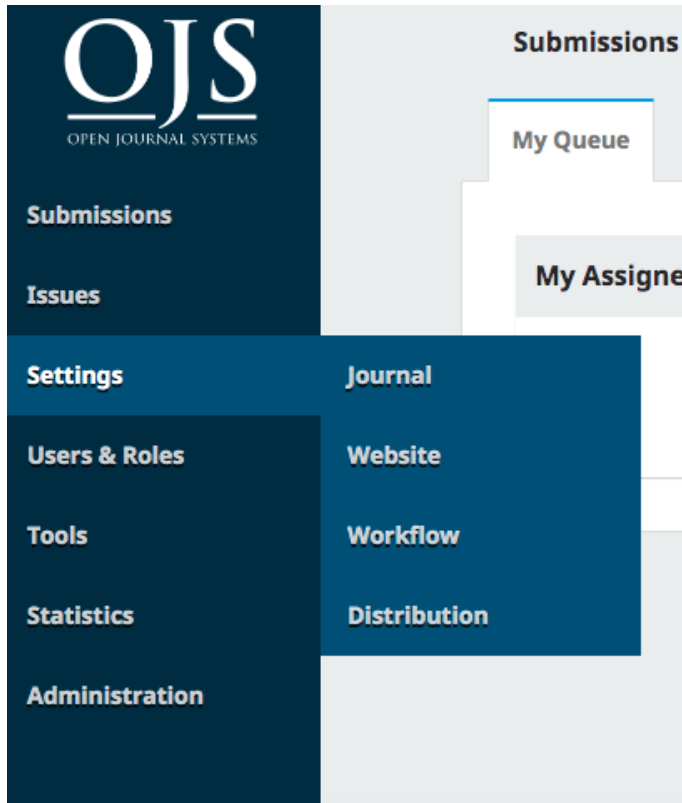 OJS
OPEN JOURNAL SYSTEMS
Submissions
Issues
Settings
Users & Roles
Tools
Statistics
Administration
Journal
Website
Workflow
Distribution
Submissions
My Queue
My Assigne